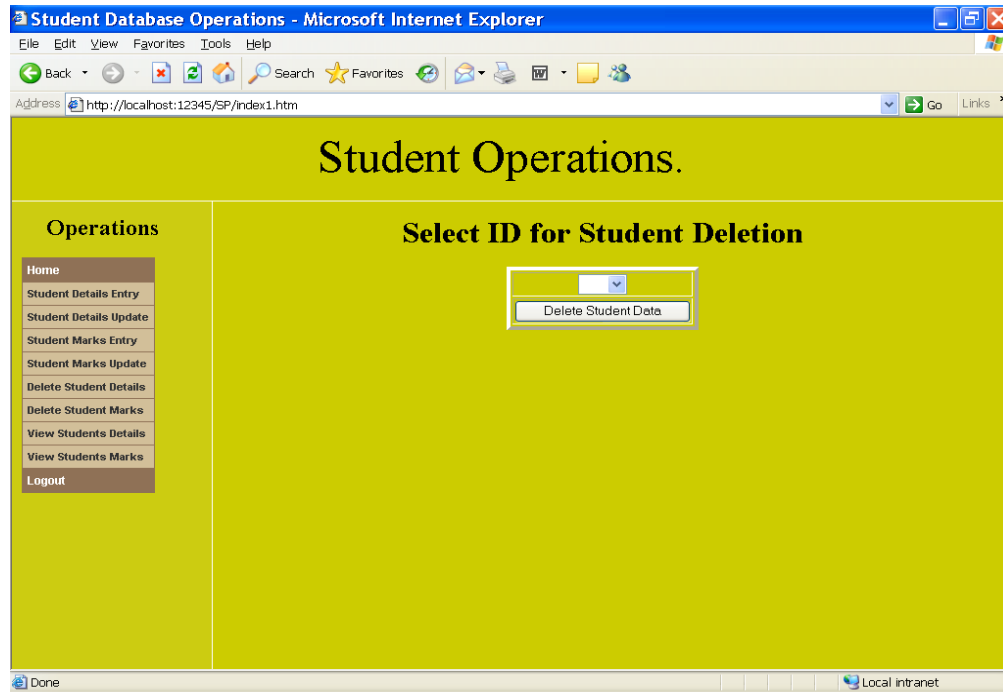 Student Database Operations - Microsoft Internet Explorer
File Edit View Favorites Tools Help
Back Search Favorites
Address http://localhost:12345/SP/index1.htm Go Links
Student Operations.
Operations
Home
Student Details Entry
Student Details Update
Student Marks Entry
Student Marks Update
Delete Student Details
Delete Student Marks
View Students Details
View Students Marks
Logout
Select ID for Student Deletion
Delete Student Data
Done Local intranet